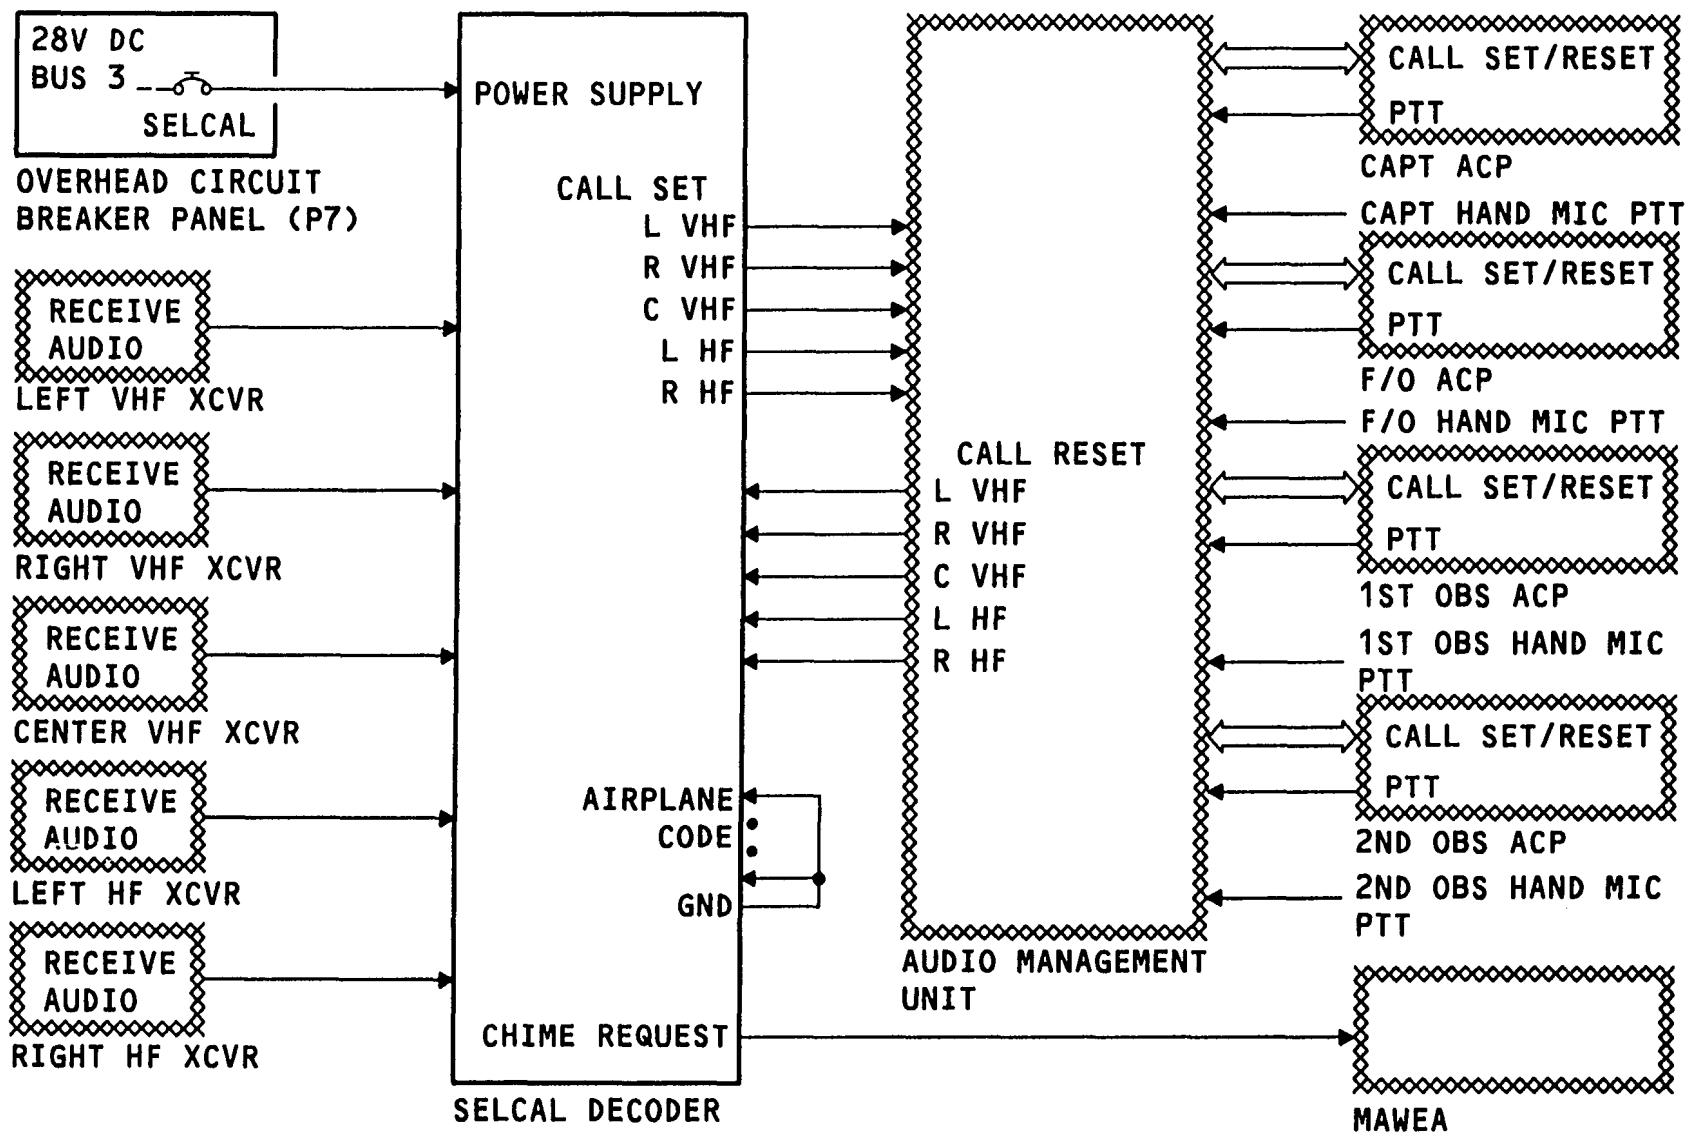 28V DC
BUS 3
SELCAL
OVERHEAD CIRCUIT
BREAKER PANEL (P7)
RECEIVE
AUDIO
LEFT VHF XCVR
RECEIVE
AUDIO
RIGHT VHF XCVR
RECEIVE
AUDIO
CENTER VHF XCVR
RECEIVE
AUDIO
LEFT HF XCVR
RECEIVE
AUDIO
RIGHT HF XCVR
POWER SUPPLY
CALL SET
L VHF
R VHF
C VHF
L HF
R HF
AIRPLANE
CODE
GND
CHIME REQUEST
SELCAL DECODER
CALL RESET
L VHF
R VHF
C VHF
L HF
R HF
AUDIO MANAGEMENT
UNIT
CALL SET/RESET
PTT
CAPT ACP
CAPT HAND MIC PTT
CALL SET/RESET
PTT
F/O ACP
F/O HAND MIC PTT
CALL SET/RESET
PTT
1ST OBS ACP
1ST OBS HAND MIC
PTT
CALL SET/RESET
PTT
2ND OBS ACP
2ND OBS HAND MIC
PTT
MAWEA